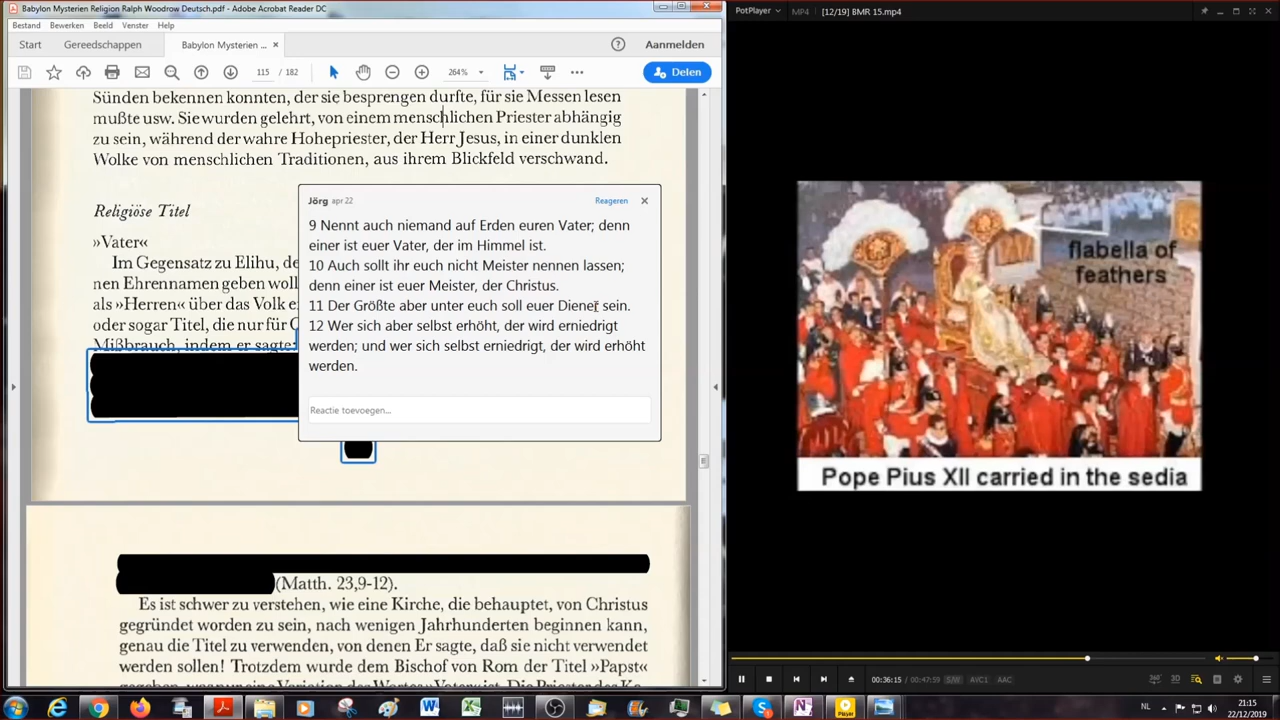 Babylon Mysterien Religion Ralph Woodrow Deutsch.pdf - Adobe Acrobat Reader DC
Bestand Bewerken Beeld Venster Help
Start Gereedschappen Babylon Mysterien ... × Aanmelden
115 / 182 264% Delen
Sünden bekennen konnten, der sie besprengen durfte, für sie Messen lesen
mußte usw. Sie wurden gelehrt, von einem menschlichen Priester abhängig
zu sein, während der wahre Hohepriester, der Herr Jesus, in einer dunklen
Wolke von menschlichen Traditionen, aus ihrem Blickfeld verschwand.
Religiöse Titel
»Vater«
Im Gegensatz zu Elihu, de
nen Ehrennamen geben woll
als »Herren« über das Volk e
oder sogar Titel, die nur für G
Mißbrauch, indem er sagte
Jörg apr 22 Reageren
9 Nennt auch niemand auf Erden euren Vater; denn
einer ist euer Vater, der im Himmel ist.
10 Auch sollt ihr euch nicht Meister nennen lassen;
denn einer ist euer Meister, der Christus.
11 Der Größte aber unter euch soll euer Diener sein.
12 Wer sich aber selbst erhöht, der wird erniedrigt
werden; und wer sich selbst erniedrigt, der wird erhöht
werden.
Reactie toevoegen...
(Matth. 23,9-12).
Es ist schwer zu verstehen, wie eine Kirche, die behauptet, von Christus
gegründet worden zu sein, nach wenigen Jahrhunderten beginnen kann,
genau die Titel zu verwenden, von denen Er sagte, daß sie nicht verwendet
werden sollen! Trotzdem wurde dem Bischof von Rom der Titel »Papst«
PotPlayer MP4 [12/19] BMR 15.mp4
flabella of
feathers
Pope Pius XII carried in the sedia
00:36:15 / 00:47:59 S/W AVC1 AAC 360° 3D
NL 21:15
22/12/2019